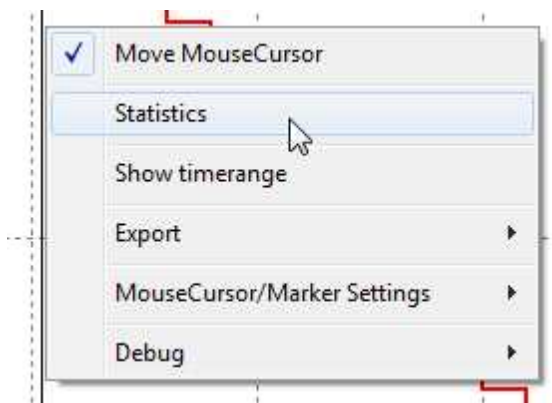 Move MouseCursor
Statistics
Show timerange
Export
MouseCursor/Marker Settings
Debug